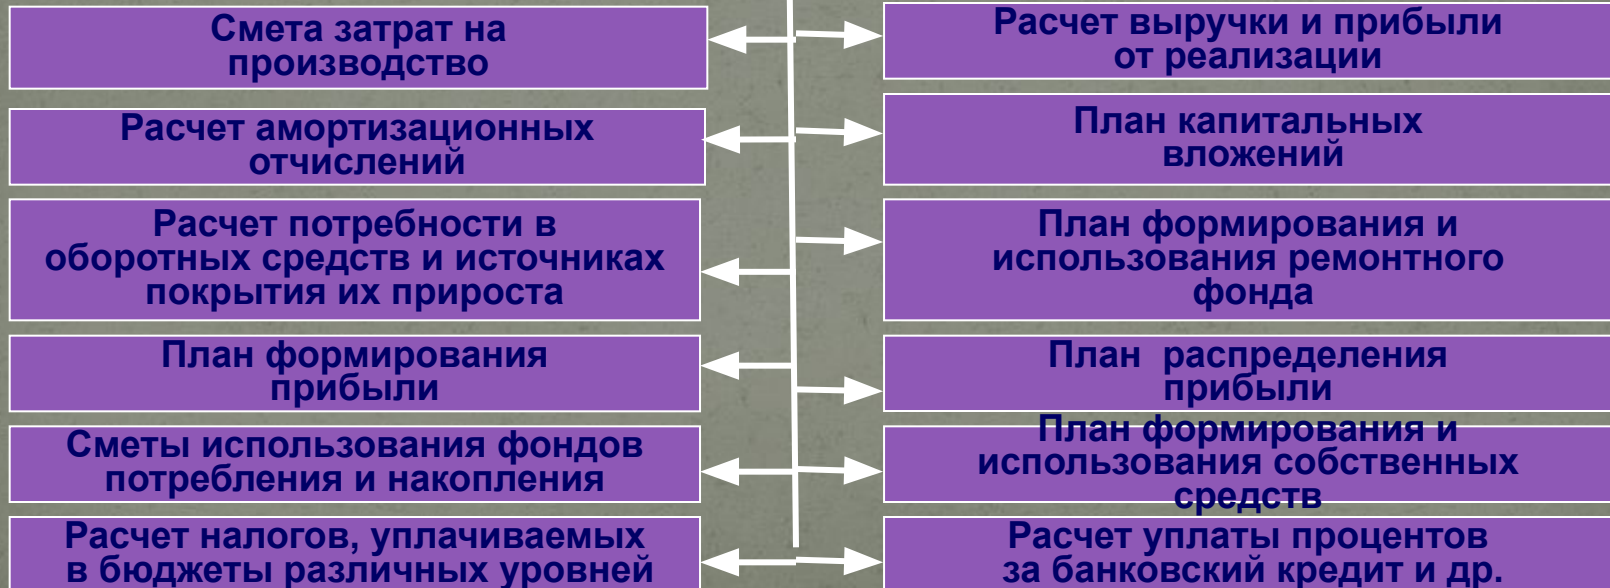 Смета затрат на
производство
Расчет выручки и прибыли
от реализации
Расчет амортизационных
отчислений
План капитальных
вложений
Расчет потребности в
оборотных средств и источниках
покрытия их прироста
План формирования и
использования ремонтного
фонда
План формирования
прибыли
План распределения
прибыли
Сметы использования фондов
потребления и накопления
План формирования и
использования собственных
средств
Расчет налогов, уплачиваемых
в бюджеты различных уровней
Расчет уплаты процентов
за банковский кредит и др.